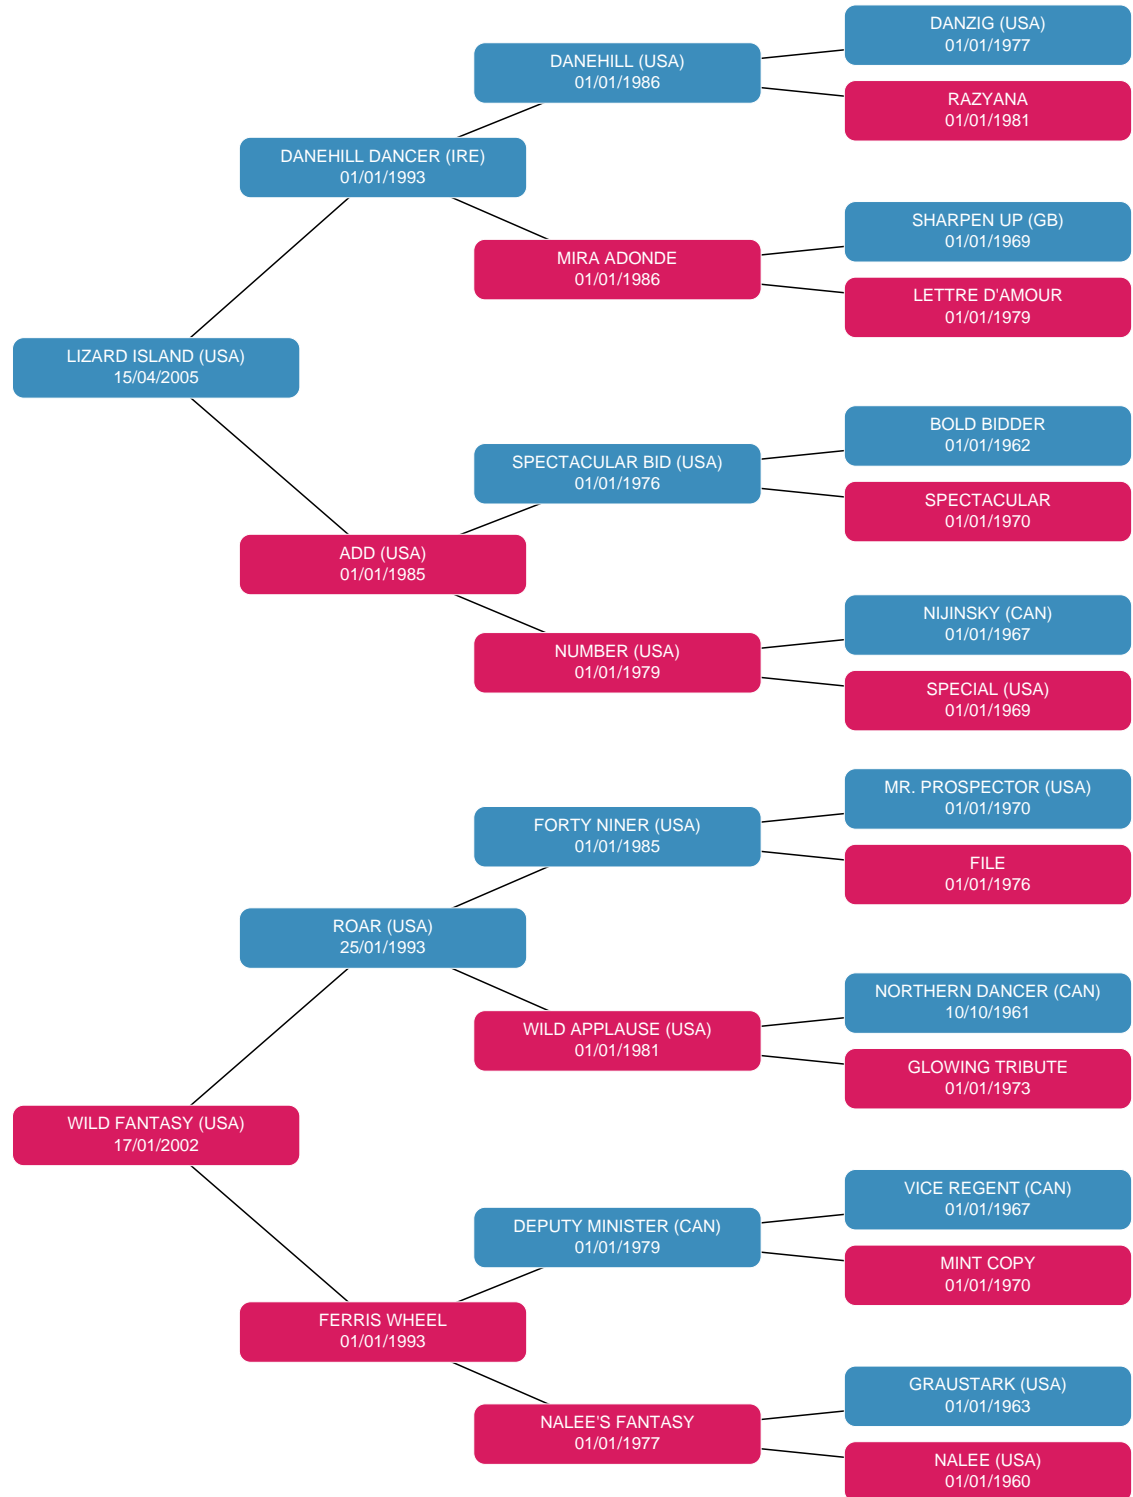 DANZIG (USA)
01/01/1977
DANEHILL (USA)
01/01/1986
RAZYANA
01/01/1981
DANEHILL DANCER (IRE)
01/01/1993
SHARPEN UP (GB)
01/01/1969
MIRA ADONDE
01/01/1986
LETTRE D'AMOUR
01/01/1979
LIZARD ISLAND (USA)
15/04/2005
BOLD BIDDER
01/01/1962
SPECTACULAR BID (USA)
01/01/1976
SPECTACULAR
01/01/1970
ADD (USA)
01/01/1985
NIJINSKY (CAN)
01/01/1967
NUMBER (USA)
01/01/1979
SPECIAL (USA)
01/01/1969
MR. PROSPECTOR (USA)
01/01/1970
FORTY NINER (USA)
01/01/1985
FILE
01/01/1976
ROAR (USA)
25/01/1993
NORTHERN DANCER (CAN)
10/10/1961
WILD APPLAUSE (USA)
01/01/1981
GLOWING TRIBUTE
01/01/1973
WILD FANTASY (USA)
17/01/2002
VICE REGENT (CAN)
01/01/1967
DEPUTY MINISTER (CAN)
01/01/1979
MINT COPY
01/01/1970
FERRIS WHEEL
01/01/1993
GRAUSTARK (USA)
01/01/1963
NALEE'S FANTASY
01/01/1977
NALEE (USA)
01/01/1960